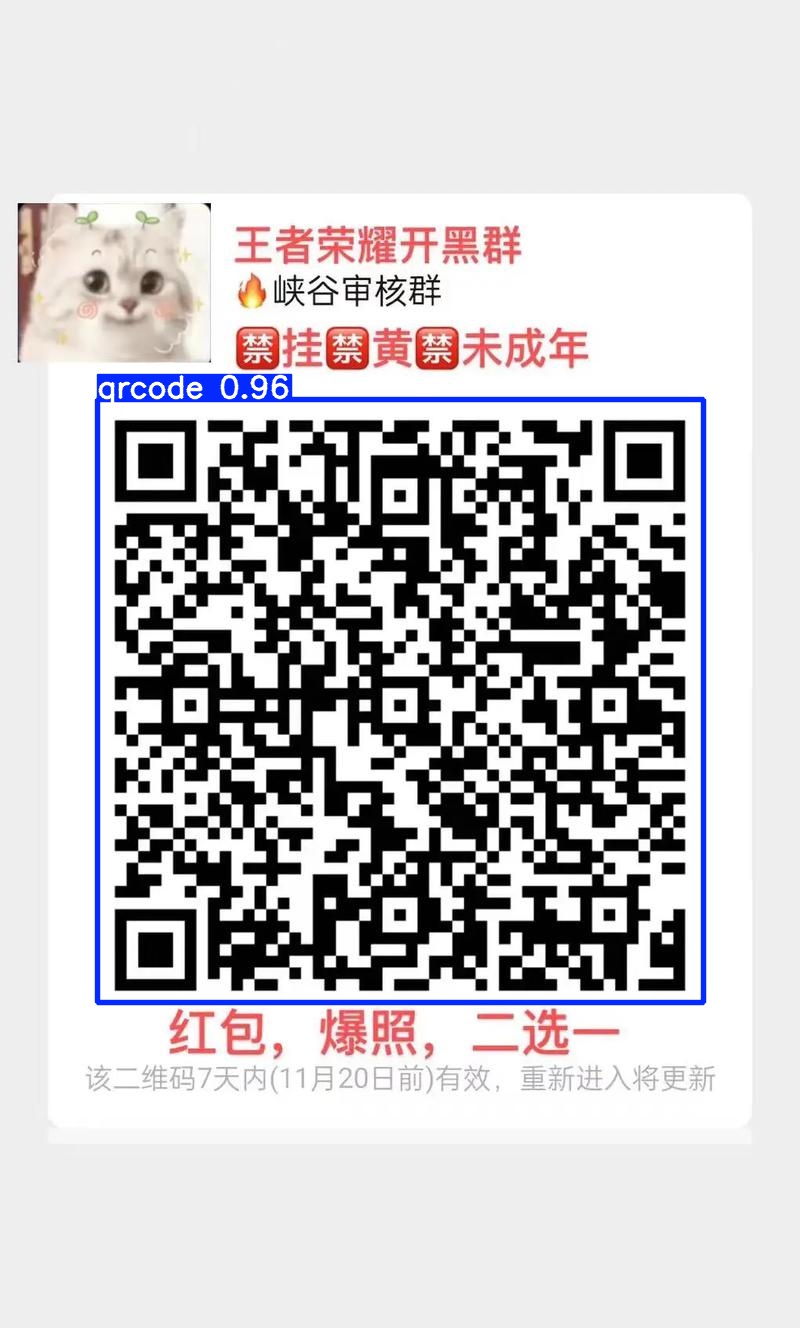 王者荣耀开黑群
🔥峡谷审核群
🈲挂🈲黄🈲未成年
qrcode 0.96
红包，爆照，二选一
该二维码7天内(11月20日前)有效，重新进入将更新